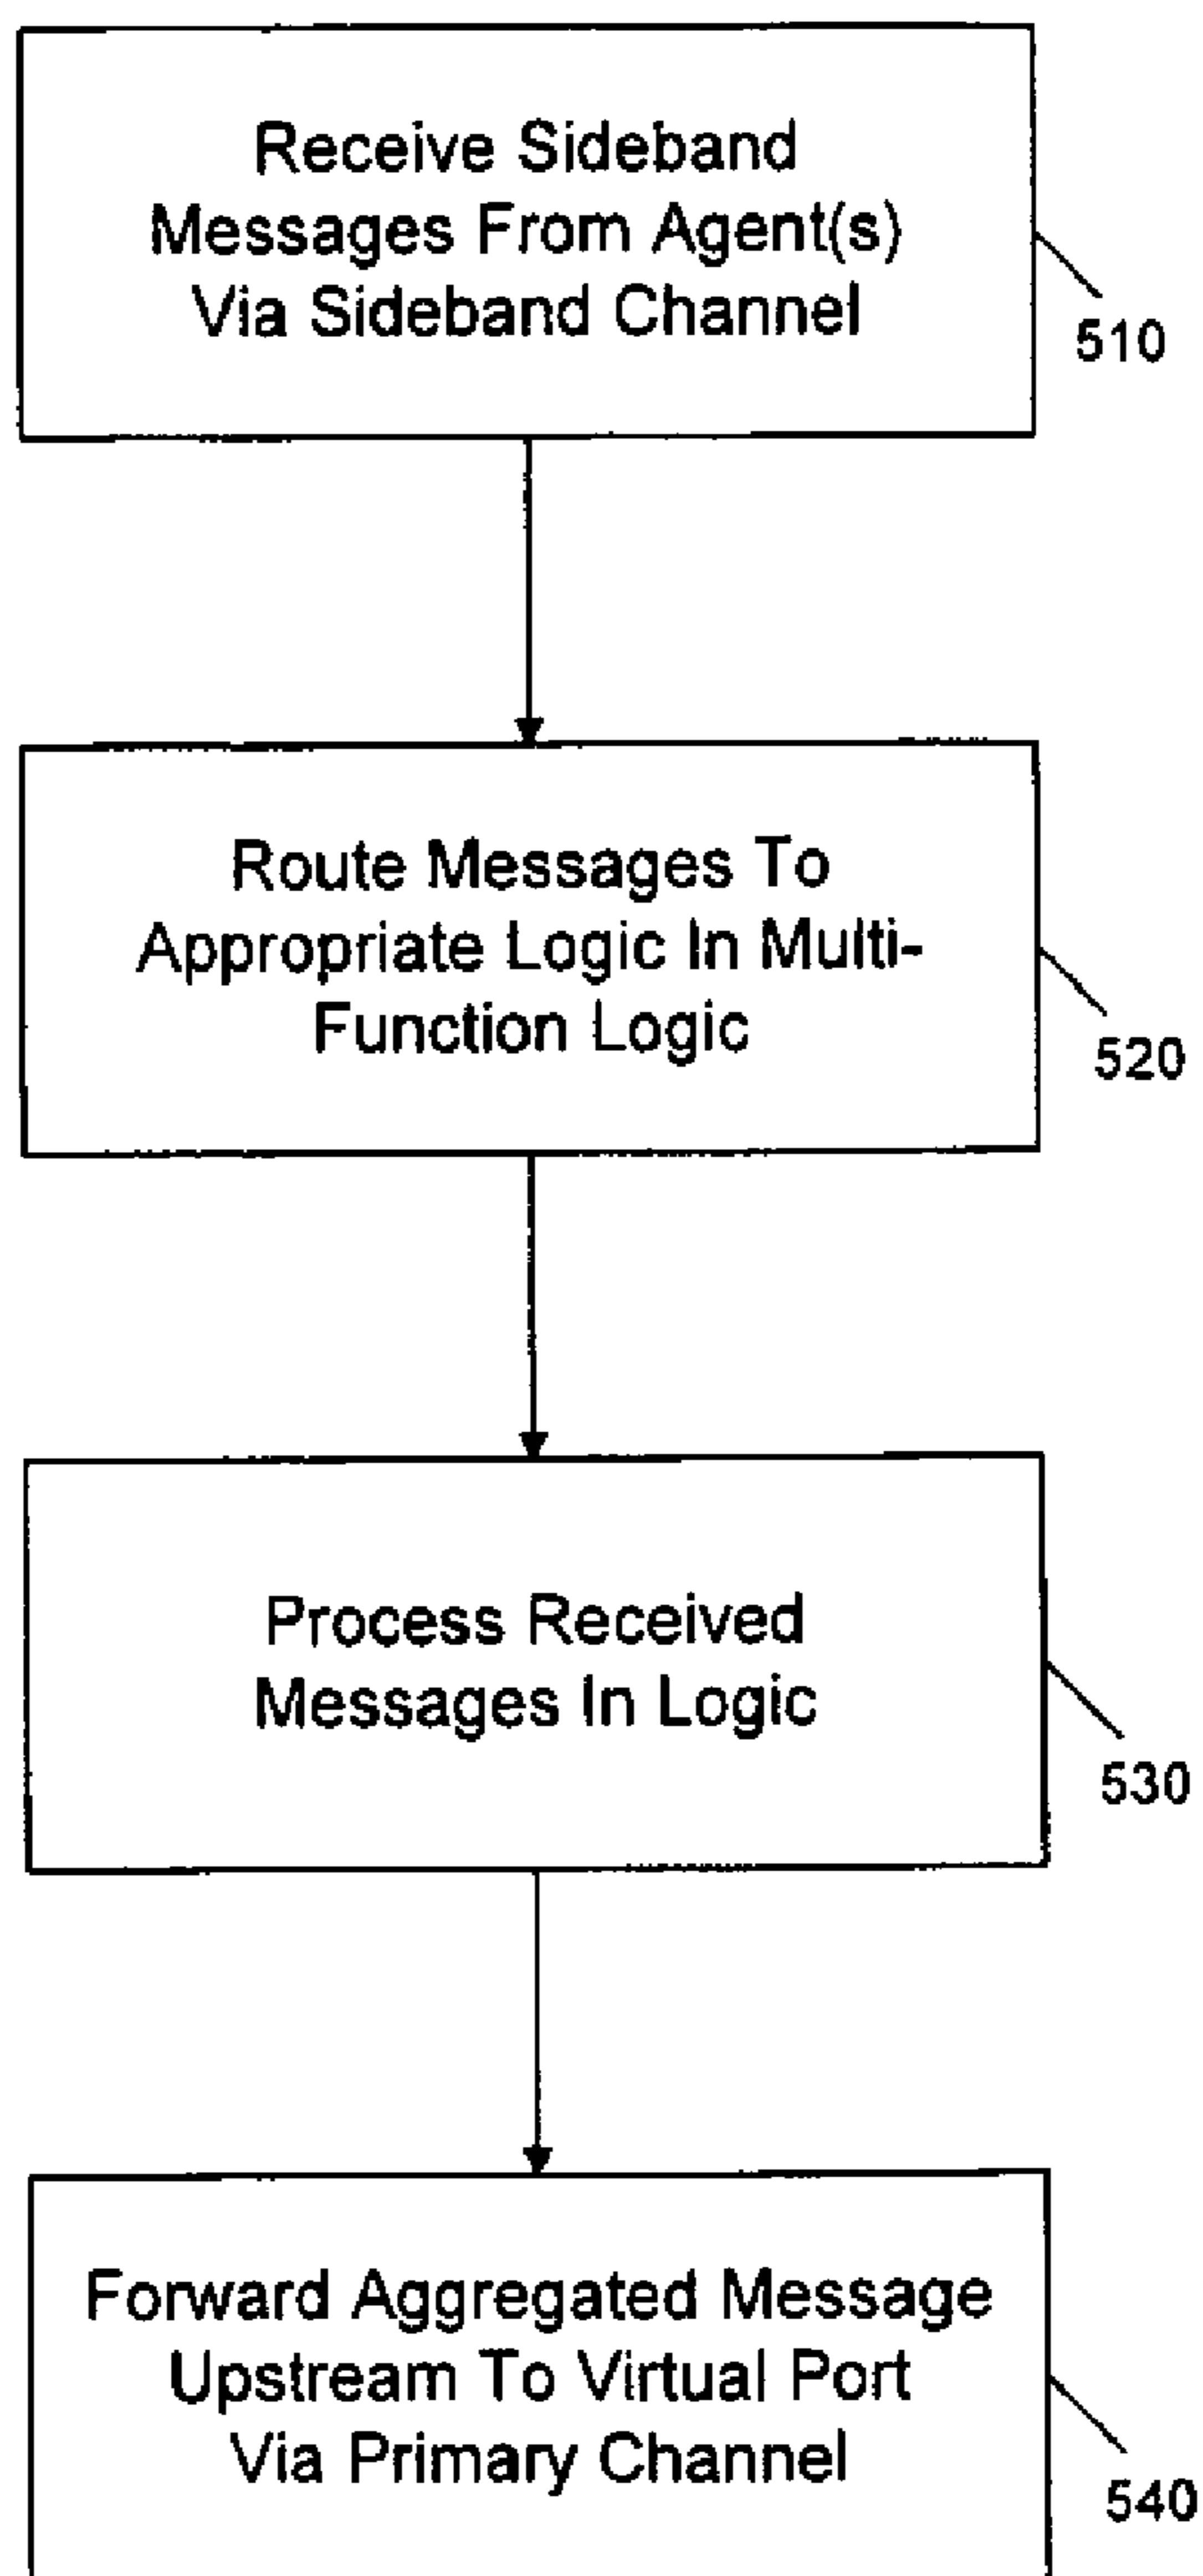 Receive Sideband
Messages From Agent(s)
Via Sideband Channel
510
Route Messages To
Appropriate Logic In Multi-
Function Logic
520
Process Received
Messages In Logic
530
Forward Aggregated Message
Upstream To Virtual Port
Via Primary Channel
540